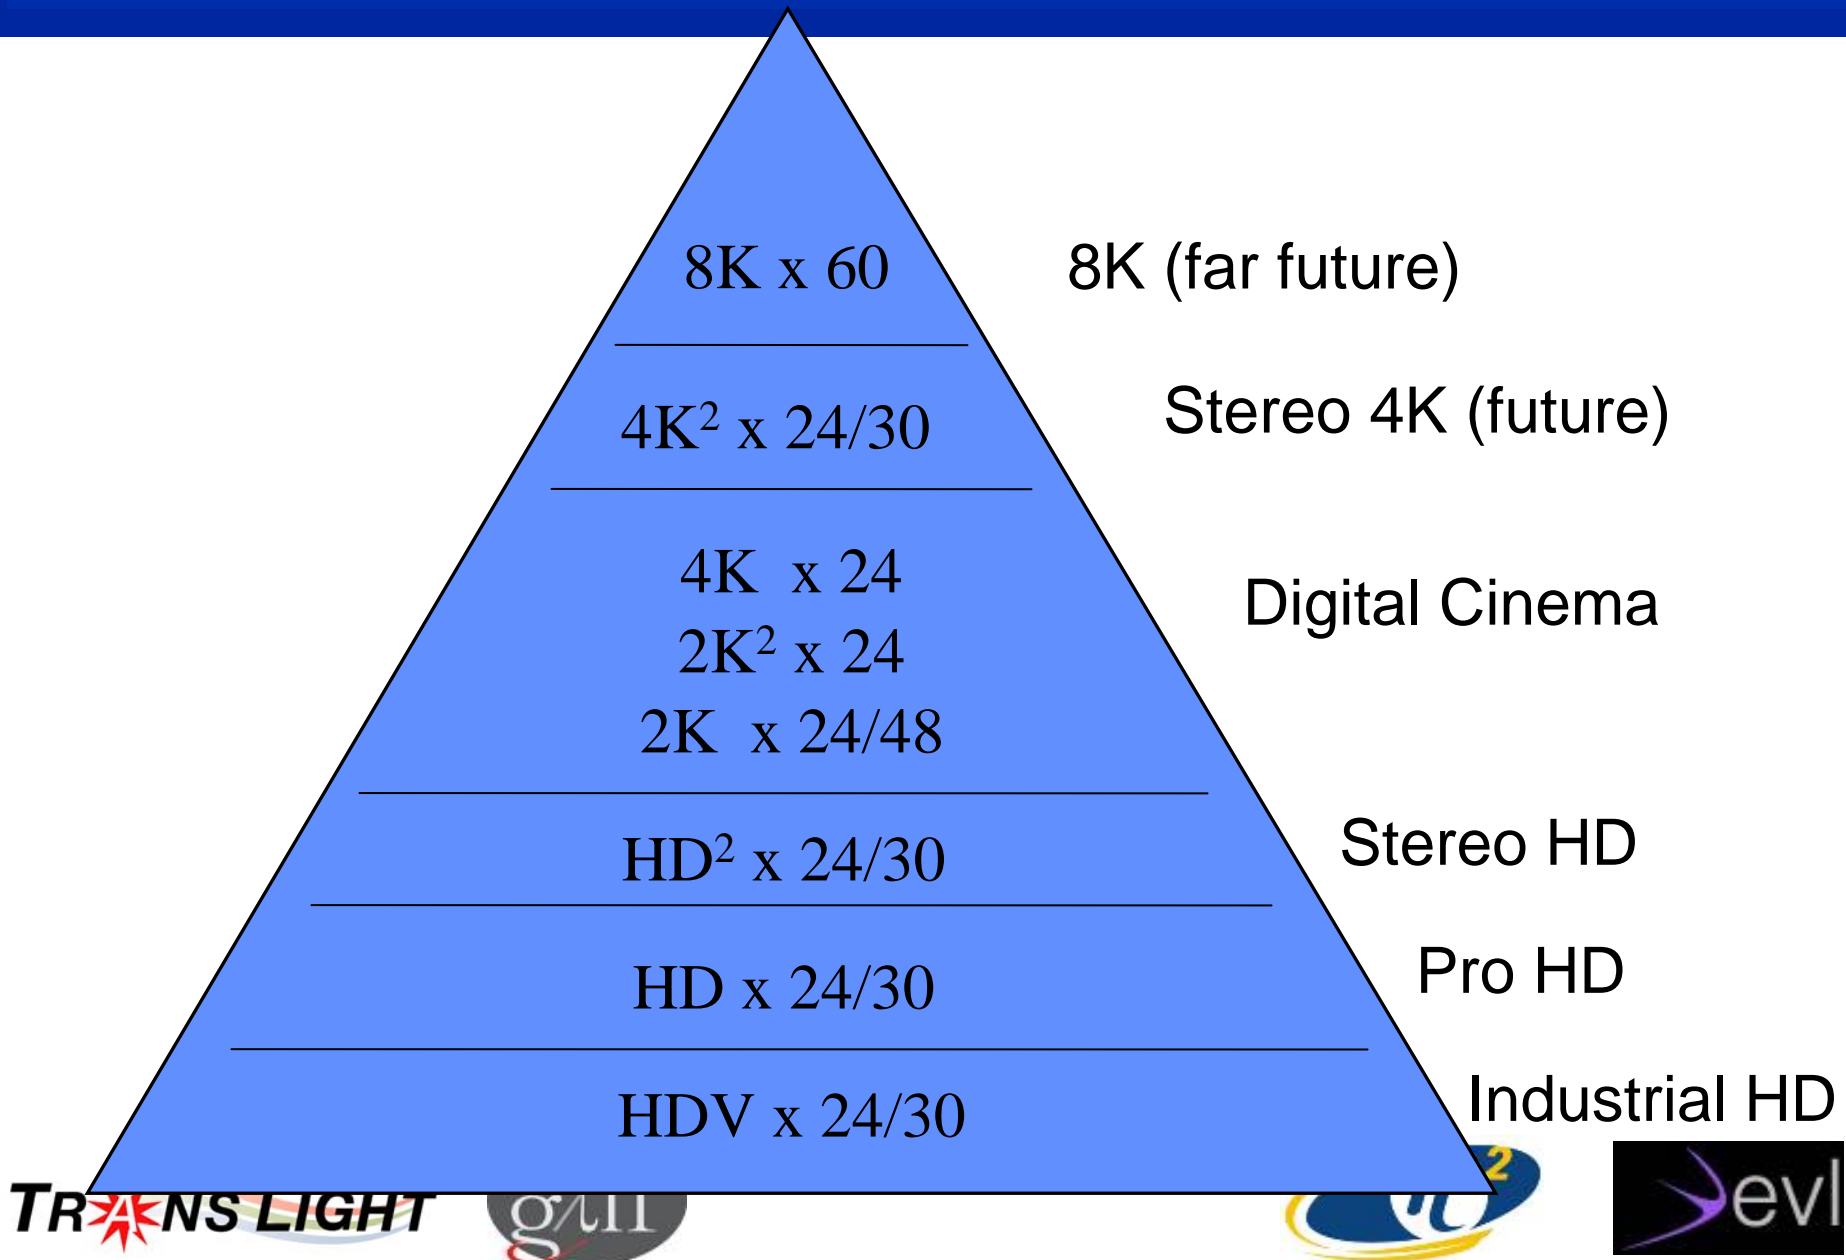 8K x 60
8K (far future)
4K² x 24/30
Stereo 4K (future)
4K x 24
2K² x 24
2K x 24/48
Digital Cinema
HD² x 24/30
Stereo HD
HD x 24/30
Pro HD
HDV x 24/30
Industrial HD
TRANS LIGHT
evl